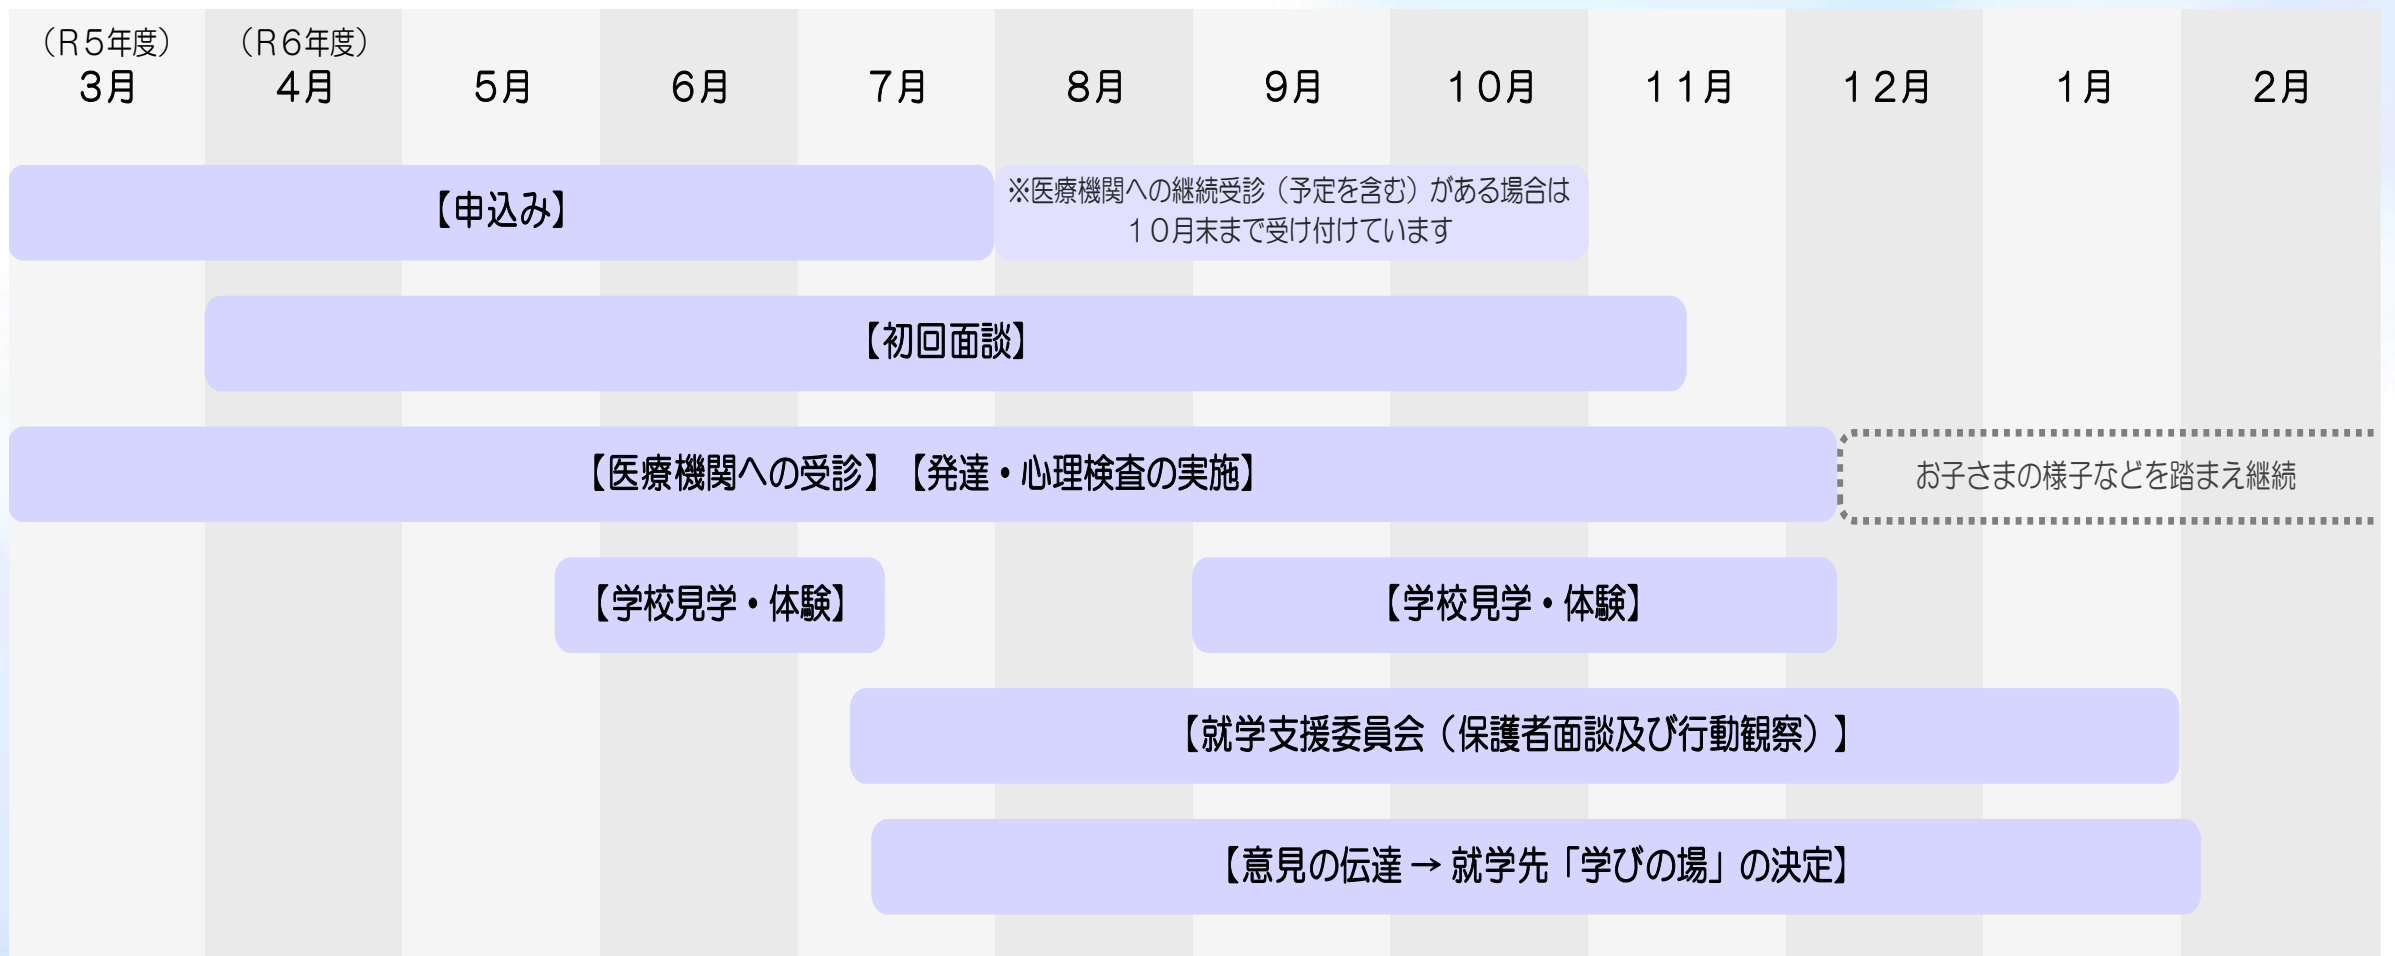 （Ｒ５年度）　（Ｒ６年度）
３月　４月　５月　６月　７月　８月　９月　１０月　１１月　１２月　１月　２月
【申込み】
※医療機関への継続受診（予定を含む）がある場合は
１０月末まで受け付けています
【初回面談】
【医療機関への受診】【発達・心理検査の実施】
お子さまの様子などを踏まえ継続
【学校見学・体験】
【学校見学・体験】
【就学支援委員会（保護者面談及び行動観察）】
【意見の伝達 → 就学先「学びの場」の決定】